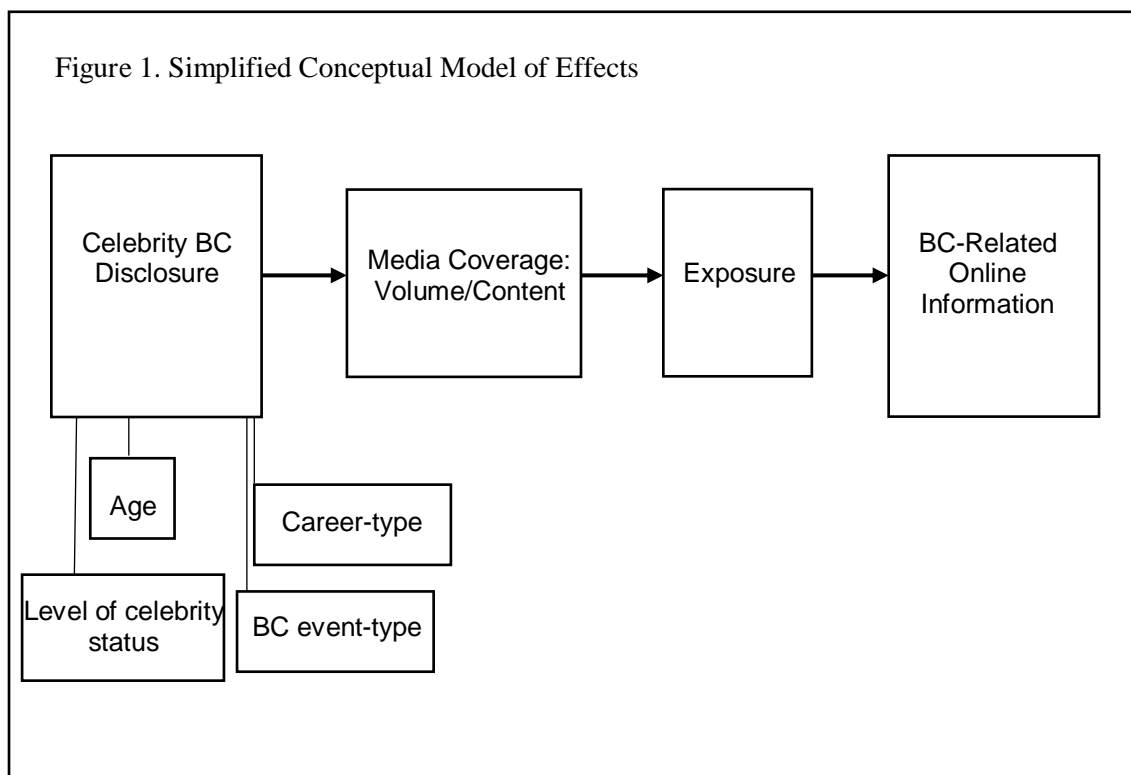 Figure 1. Simplified Conceptual Model of Effects
Celebrity BC
Disclosure
Media Coverage:
Volume/Content
Exposure
BC-Related
Online
Information
Age
Career-type
Level of celebrity
status
BC event-type